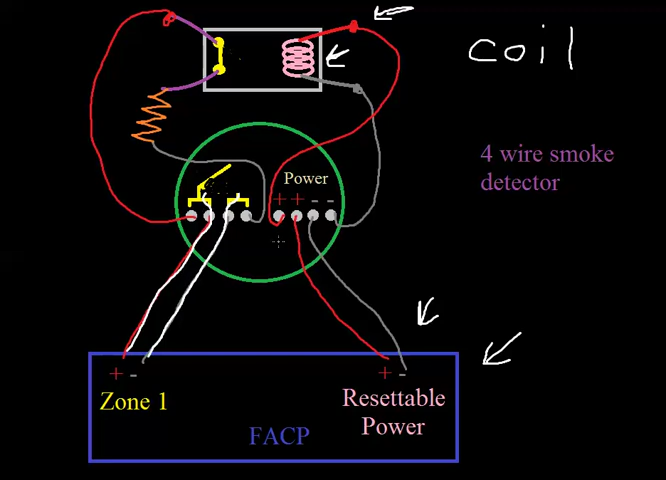 coil
4 wire smoke
detector
Power
+ + - -
+ -
+ -
Zone 1
Resettable
Power
FACP